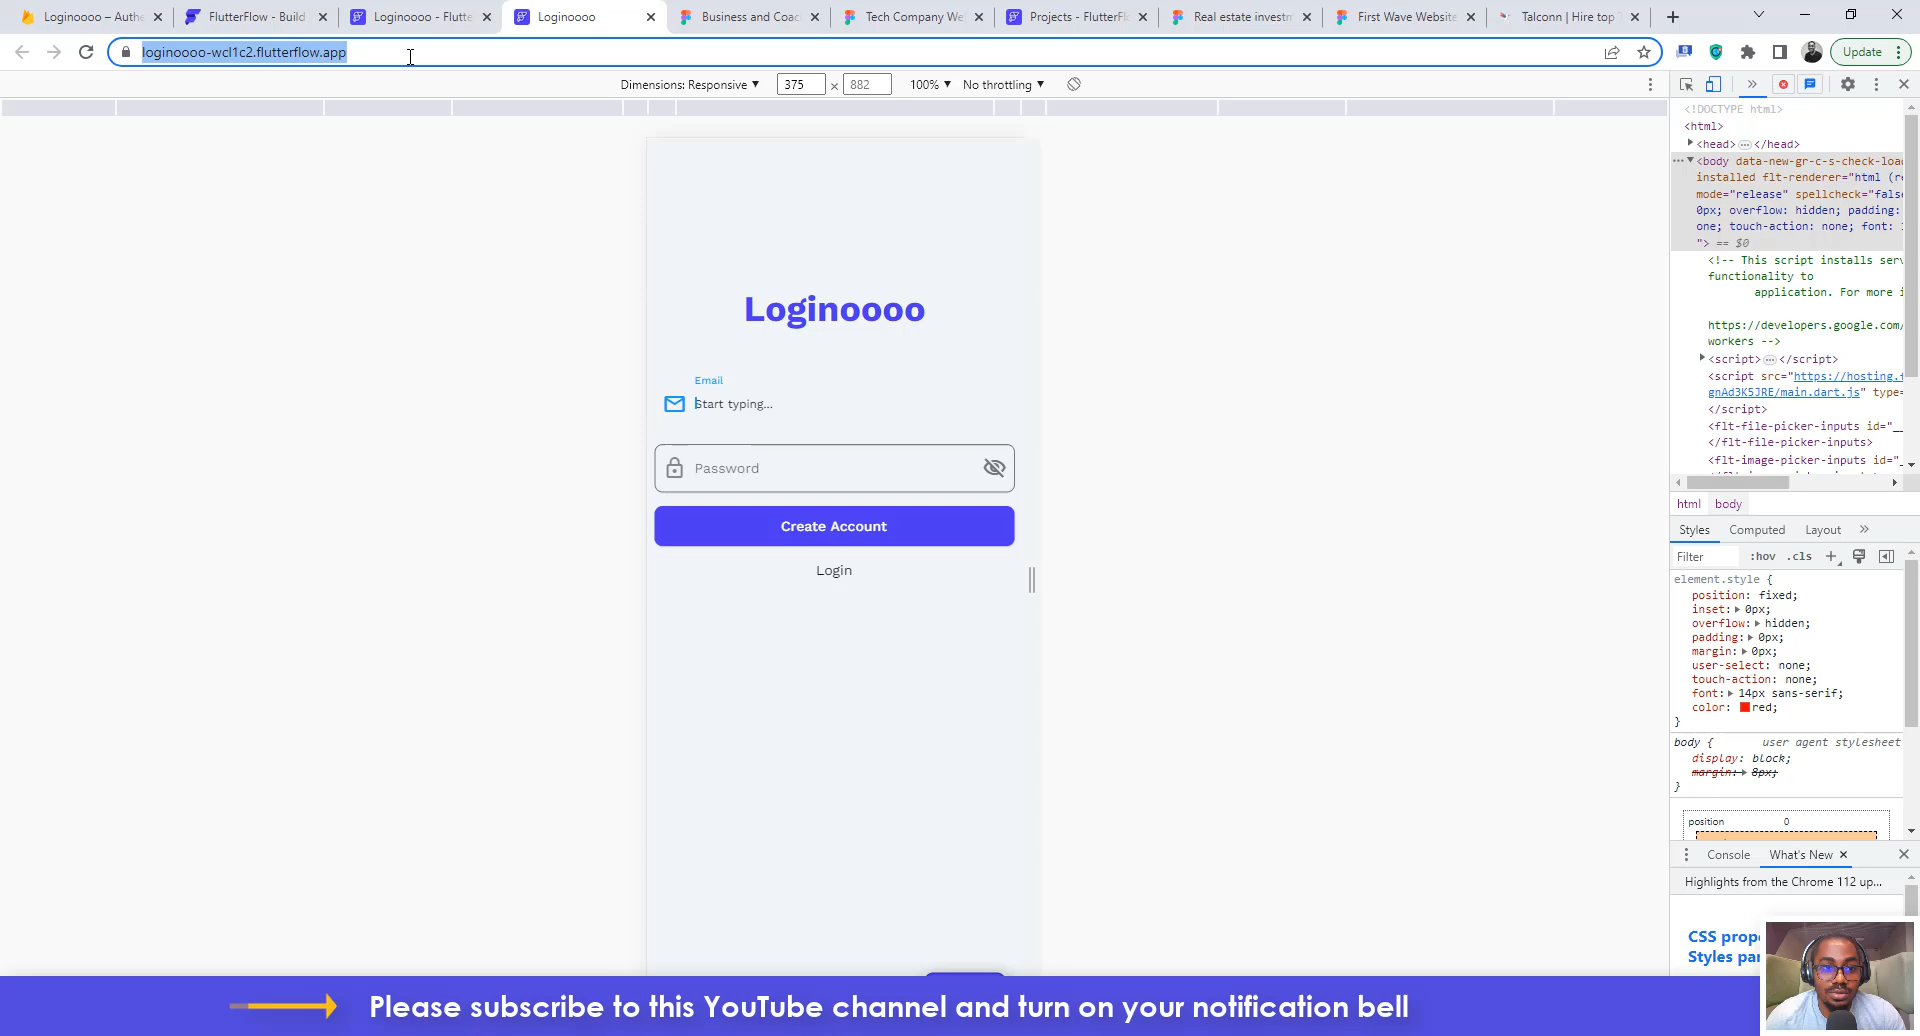 Loginoooo – Authe
FlutterFlow - Build
Loginoooo - Flutte
Loginoooo
Business and Coac
Tech Company We
Projects - FlutterFl
Real estate investm
First Wave Website
Talconn | Hire top T
loginoooo-wcl1c2.flutterflow.app
Update
Dimensions: Responsive
375 x 882
100%
No throttling
Loginoooo
Email
Start typing...
Password
Create Account
Login
<!DOCTYPE html>
<html>
<head> ... </head>
<body data-new-gr-c-s-check-load
installed flt-renderer="html (re
mode="release" spellcheck="fals
0px; overflow: hidden; padding:
one; touch-action: none; font: 1
"> == $0
<!-- This script installs serv
functionality to
application. For more i
https://developers.google.com/
workers -->
<script> ... </script>
<script src="https://hosting.f
gnAd3K5JRE/main.dart.js" type=
</script>
<flt-file-picker-inputs id="__
</flt-file-picker-inputs>
<flt-image-picker-inputs id="_
html body
Styles Computed Layout
Filter :hov .cls
element.style {
position: fixed;
inset: 0px;
overflow: hidden;
padding: 0px;
margin: 0px;
user-select: none;
touch-action: none;
font: 14px sans-serif;
color: red;
}
body { user agent stylesheet
display: block;
margin: 8px;
}
position 0
Console What's New
Highlights from the Chrome 112 up...
CSS prope
Styles pan
Please subscribe to this YouTube channel and turn on your notification bell